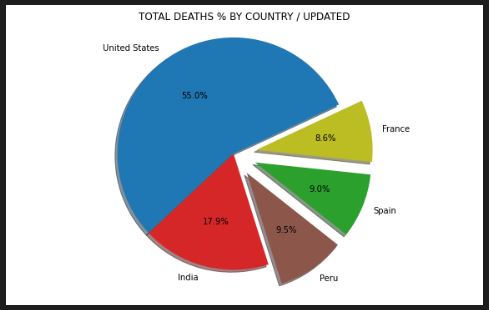 TOTAL DEATHS % BY COUNTRY / UPDATED
United States
55.0%
France
8.6%
Spain
9.0%
Peru
9.5%
India
17.9%